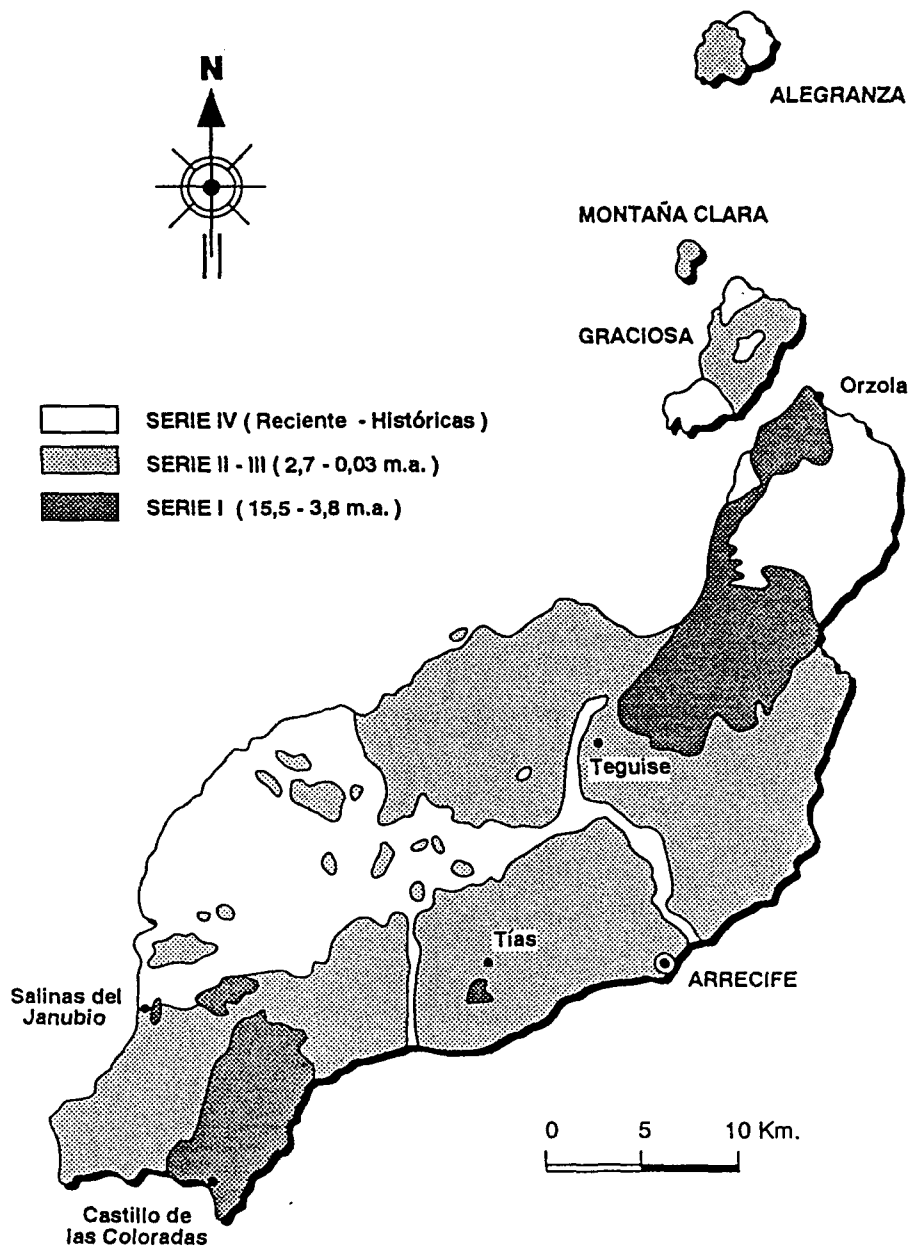 N
ALEGRANZA
MONTAÑA CLARA
GRACIOSA
Orzola
SERIE IV ( Reciente - Históricas )
SERIE II - III ( 2,7 - 0,03 m.a. )
SERIE I ( 15,5 - 3,8 m.a. )
Teguise
Tías
ARRECIFE
Salinas del
Janubio
0 5 10 Km.
Castillo de
las Coloradas